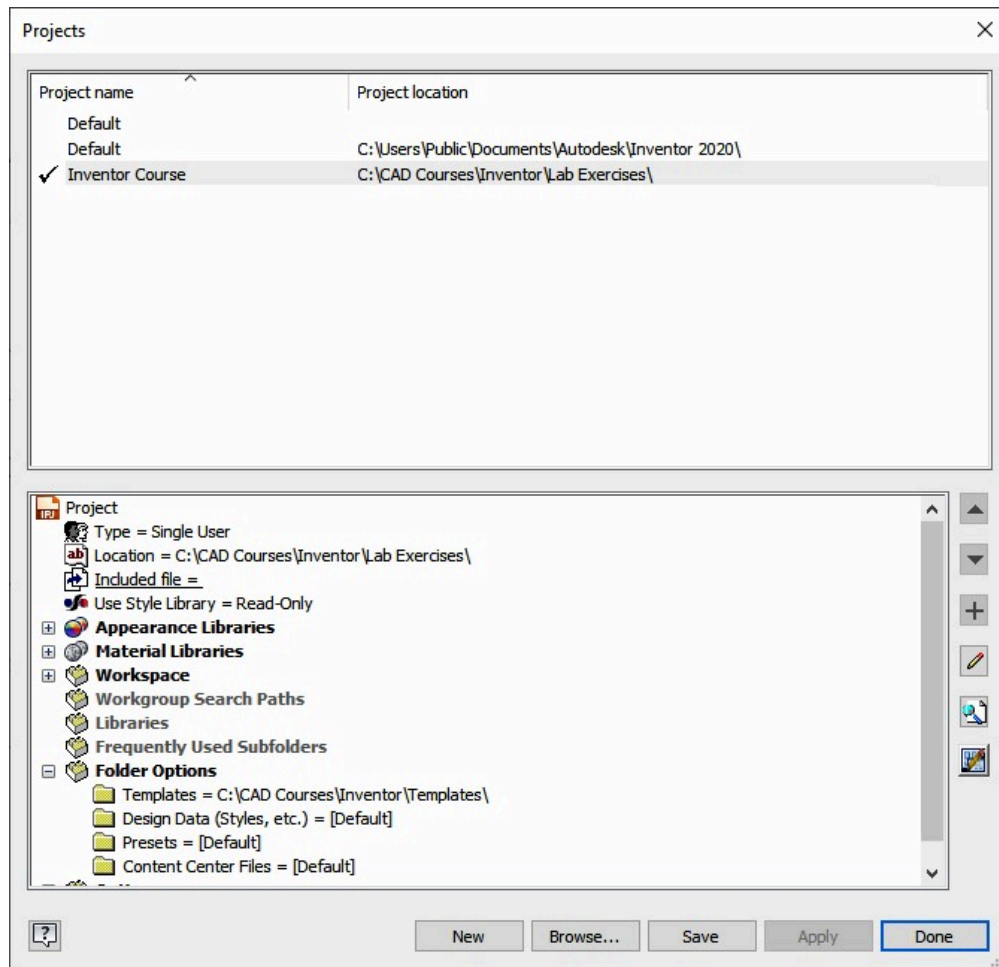 Projects
Project name Project location
Default
Default C:\Users\Public\Documents\Autodesk\Inventor 2020\
Inventor Course C:\CAD Courses\Inventor\Lab Exercises\
IPJ Project
Type = Single User
ab Location = C:\CAD Courses\Inventor\Lab Exercises\
Included file =
Use Style Library = Read-Only
Appearance Libraries
Material Libraries
Workspace
Workgroup Search Paths
Libraries
Frequently Used Subfolders
Folder Options
Templates = C:\CAD Courses\Inventor\Templates\
Design Data (Styles, etc.) = [Default]
Presets = [Default]
Content Center Files = [Default]
? New Browse... Save Apply Done